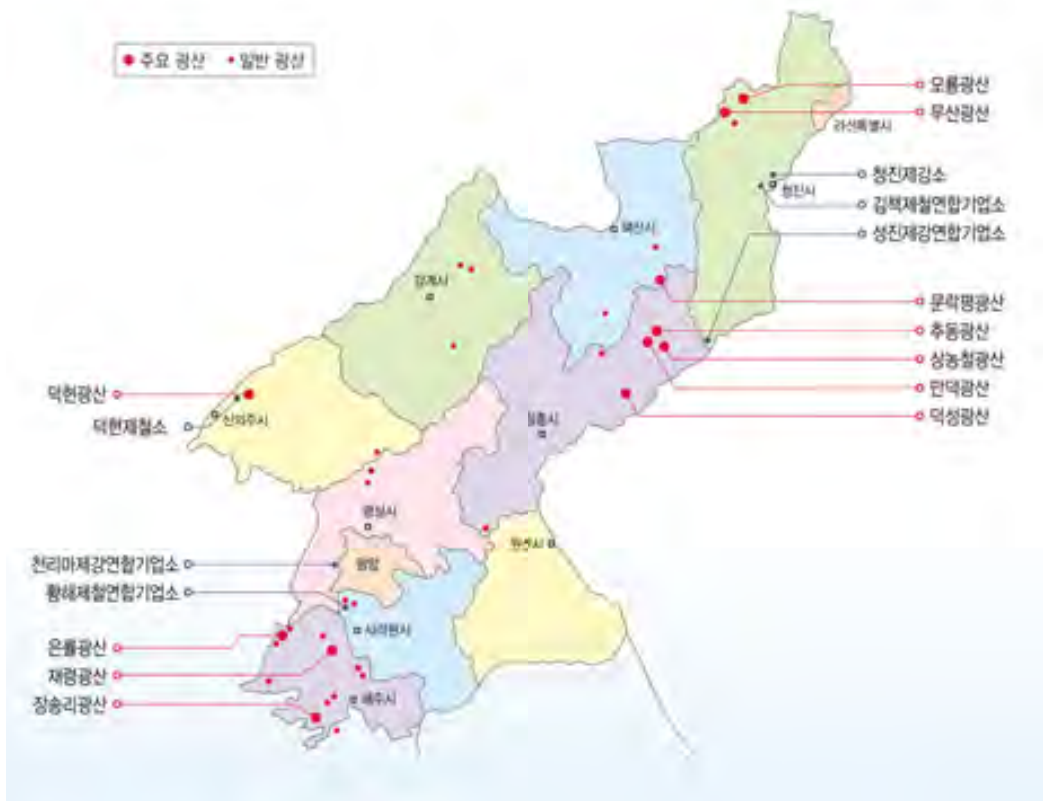 주요 광산
일반 광산
오룡광산
무산광산
라선특별시
청진제강소
청진시
김책제철연합기업소
성진제강연합기업소
혜산시
강계시
문락평광산
추동광산
상농철광산
만덕광산
덕성광산
덕현광산
신의주시
덕현제철소
함흥시
평성시
원산시
천리마제강연합기업소
평양
황해제철연합기업소
사리원시
은률광산
재령광산
해주시
장송리광산